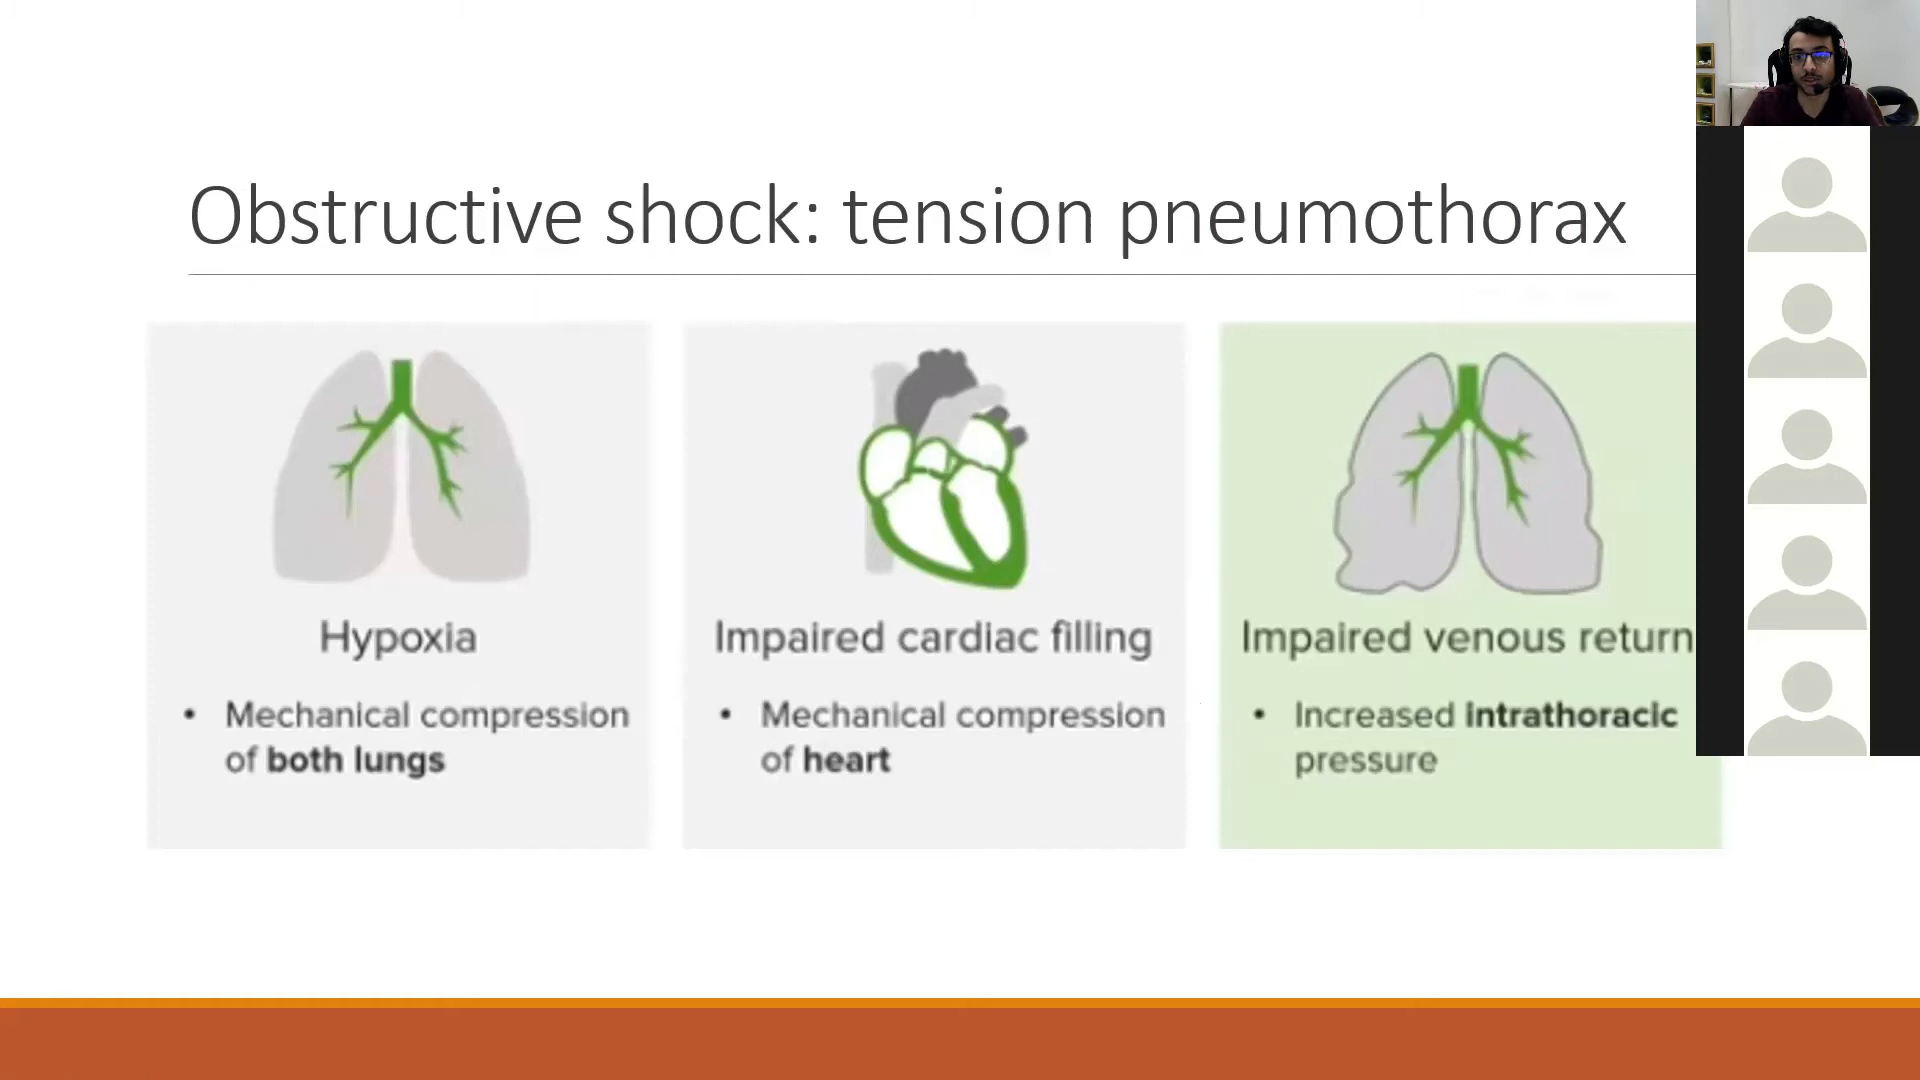 Obstructive shock: tension pneumothorax
Hypoxia
• Mechanical compression
of both lungs
Impaired cardiac filling
• Mechanical compression
of heart
Impaired venous return
• Increased intrathoracic
pressure